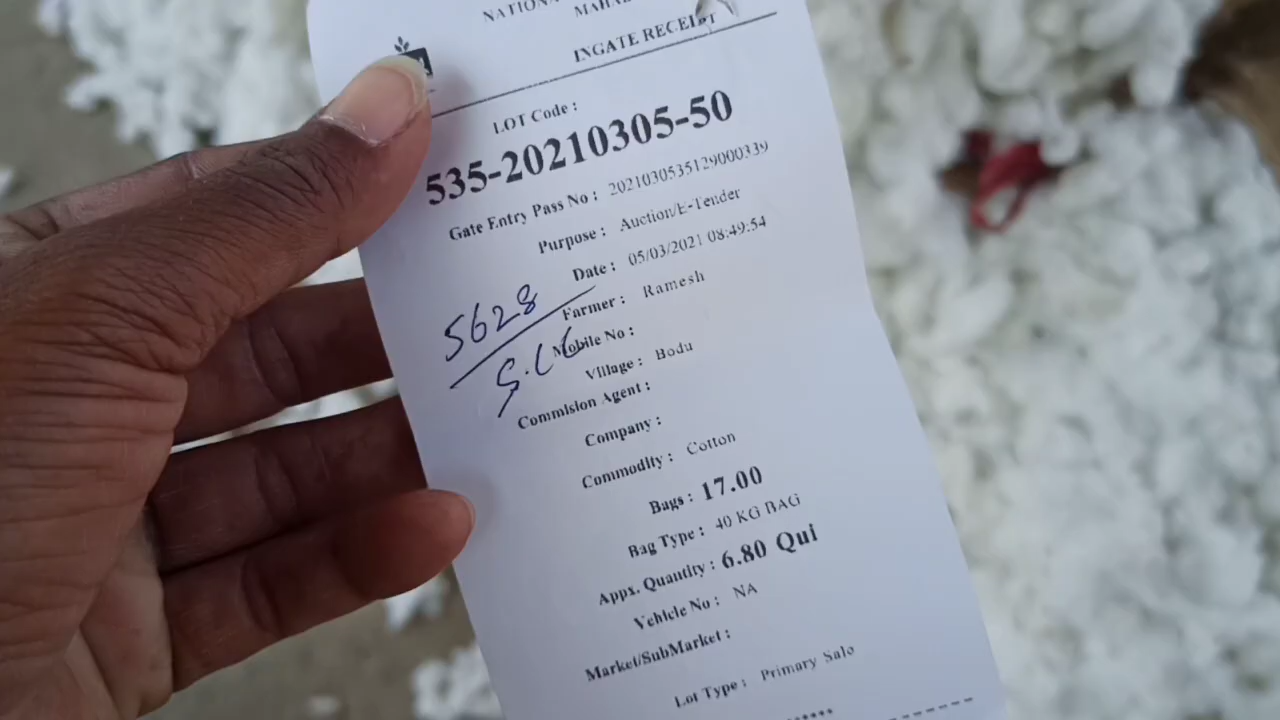 INGATE RECEIPT
LOT Code :
535-20210305-50
Gate Entry Pass No : 2021030535129000339
Purpose : Auction/E-Tender
Date : 05/03/2021 08:49:54
5628
Farmer : Ramesh
Mobile No :
Village : Bodu
Commision Agent :
Company :
Commodity : Cotton
Bags : 17.00
Bag Type : 40 KG BAG
Appx. Quantity : 6.80 Qui
Vehicle No : NA
Market/SubMarket :
Lot Type : Primary Sale